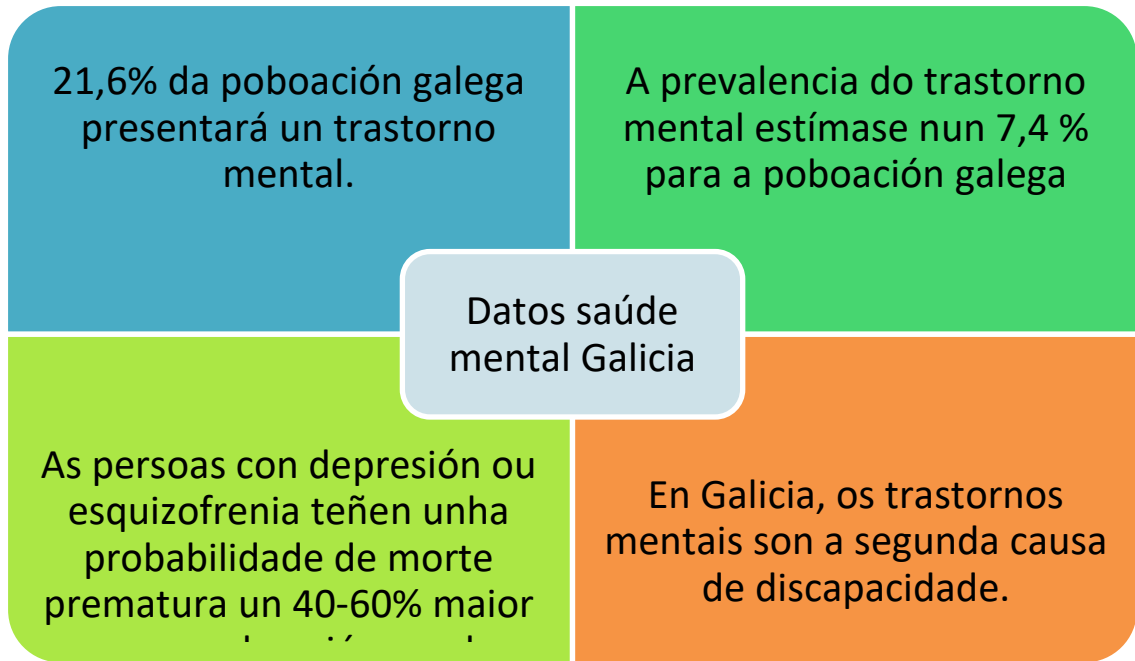 21,6% da poboación galega
presentará un trastorno
mental.
A prevalencia do trastorno
mental estímase nun 7,4 %
para a poboación galega
Datos saúde
mental Galicia
As persoas con depresión ou
esquizofrenia teñen unha
probabilidade de morte
prematura un 40-60% maior
En Galicia, os trastornos
mentais son a segunda causa
de discapacidade.